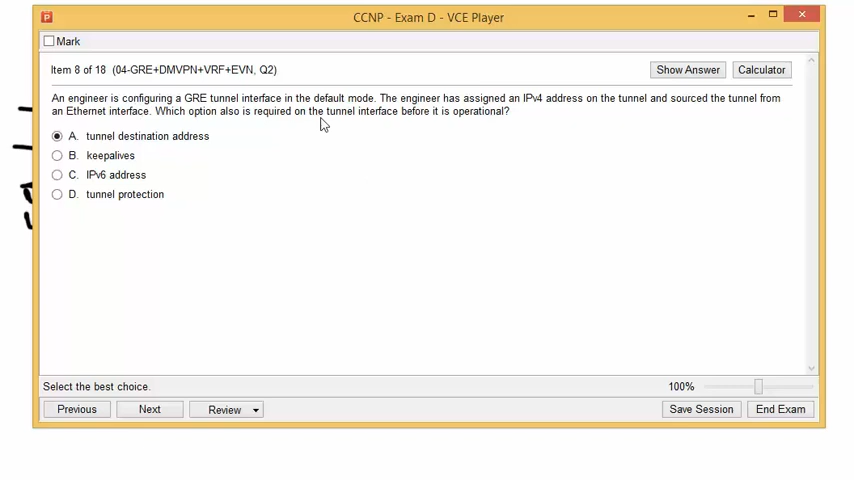 CCNP - Exam D - VCE Player
Mark
Item 8 of 18 (04-GRE+DMVPN+VRF+EVN, Q2)
Show Answer
Calculator
An engineer is configuring a GRE tunnel interface in the default mode. The engineer has assigned an IPv4 address on the tunnel and sourced the tunnel from
an Ethernet interface. Which option also is required on the tunnel interface before it is operational?
A. tunnel destination address
B. keepalives
C. IPv6 address
D. tunnel protection
Select the best choice.
100%
Previous
Next
Review
Save Session
End Exam